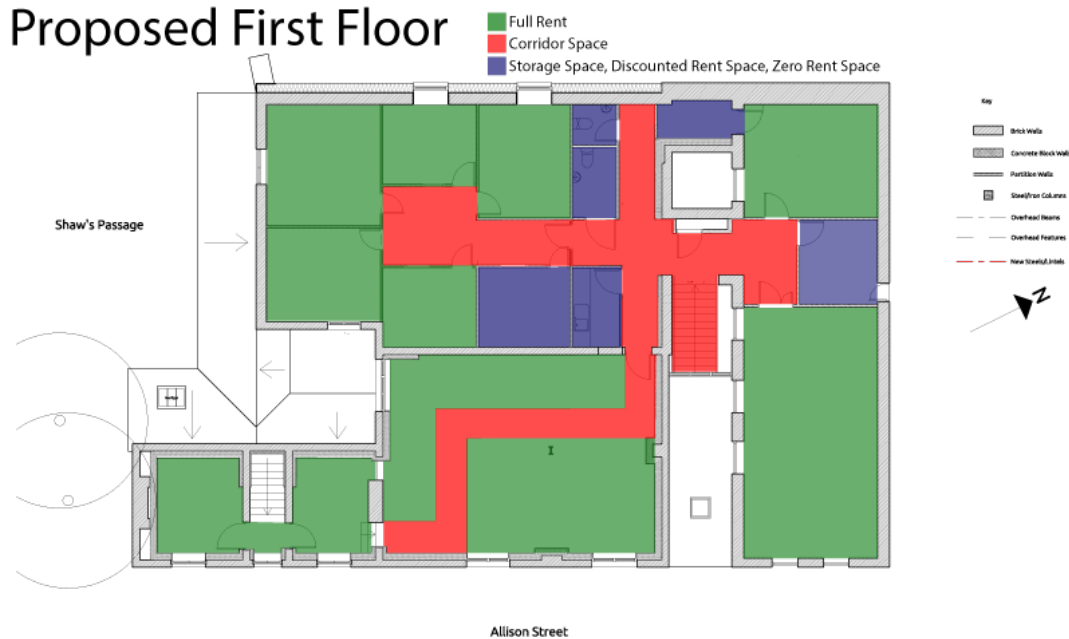 Proposed First Floor
Full Rent
Corridor Space
Storage Space, Discounted Rent Space, Zero Rent Space
Key
Brick Walls
Concrete Block Wall
Partition Walls
Steel/Iron Columns
Overhead Beams
Overhead Features
New Steels/Lintels
Shaw's Passage
N
I
Allison Street